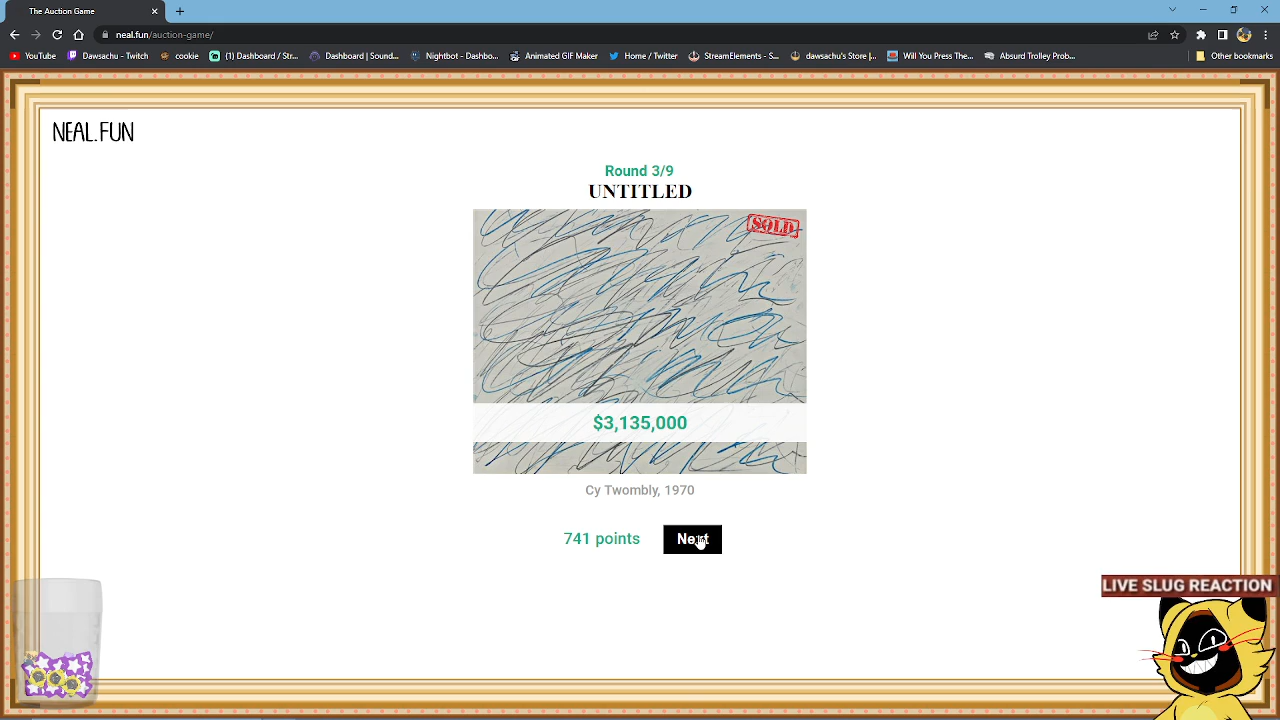 The Auction Game
neal.fun/auction-game/
YouTube
Dawsachu - Twitch
cookie
(1) Dashboard / Str...
Dashboard | Sound...
Nightbot - Dashbo...
Animated GIF Maker
Home / Twitter
StreamElements - S...
dawsachu's Store |...
Will You Press The...
Absurd Trolley Prob...
Other bookmarks
NEAL.FUN
Round 3/9
UNTITLED
SOLD
$3,135,000
Cy Twombly, 1970
741 points
Next
LIVE SLUG REACTION